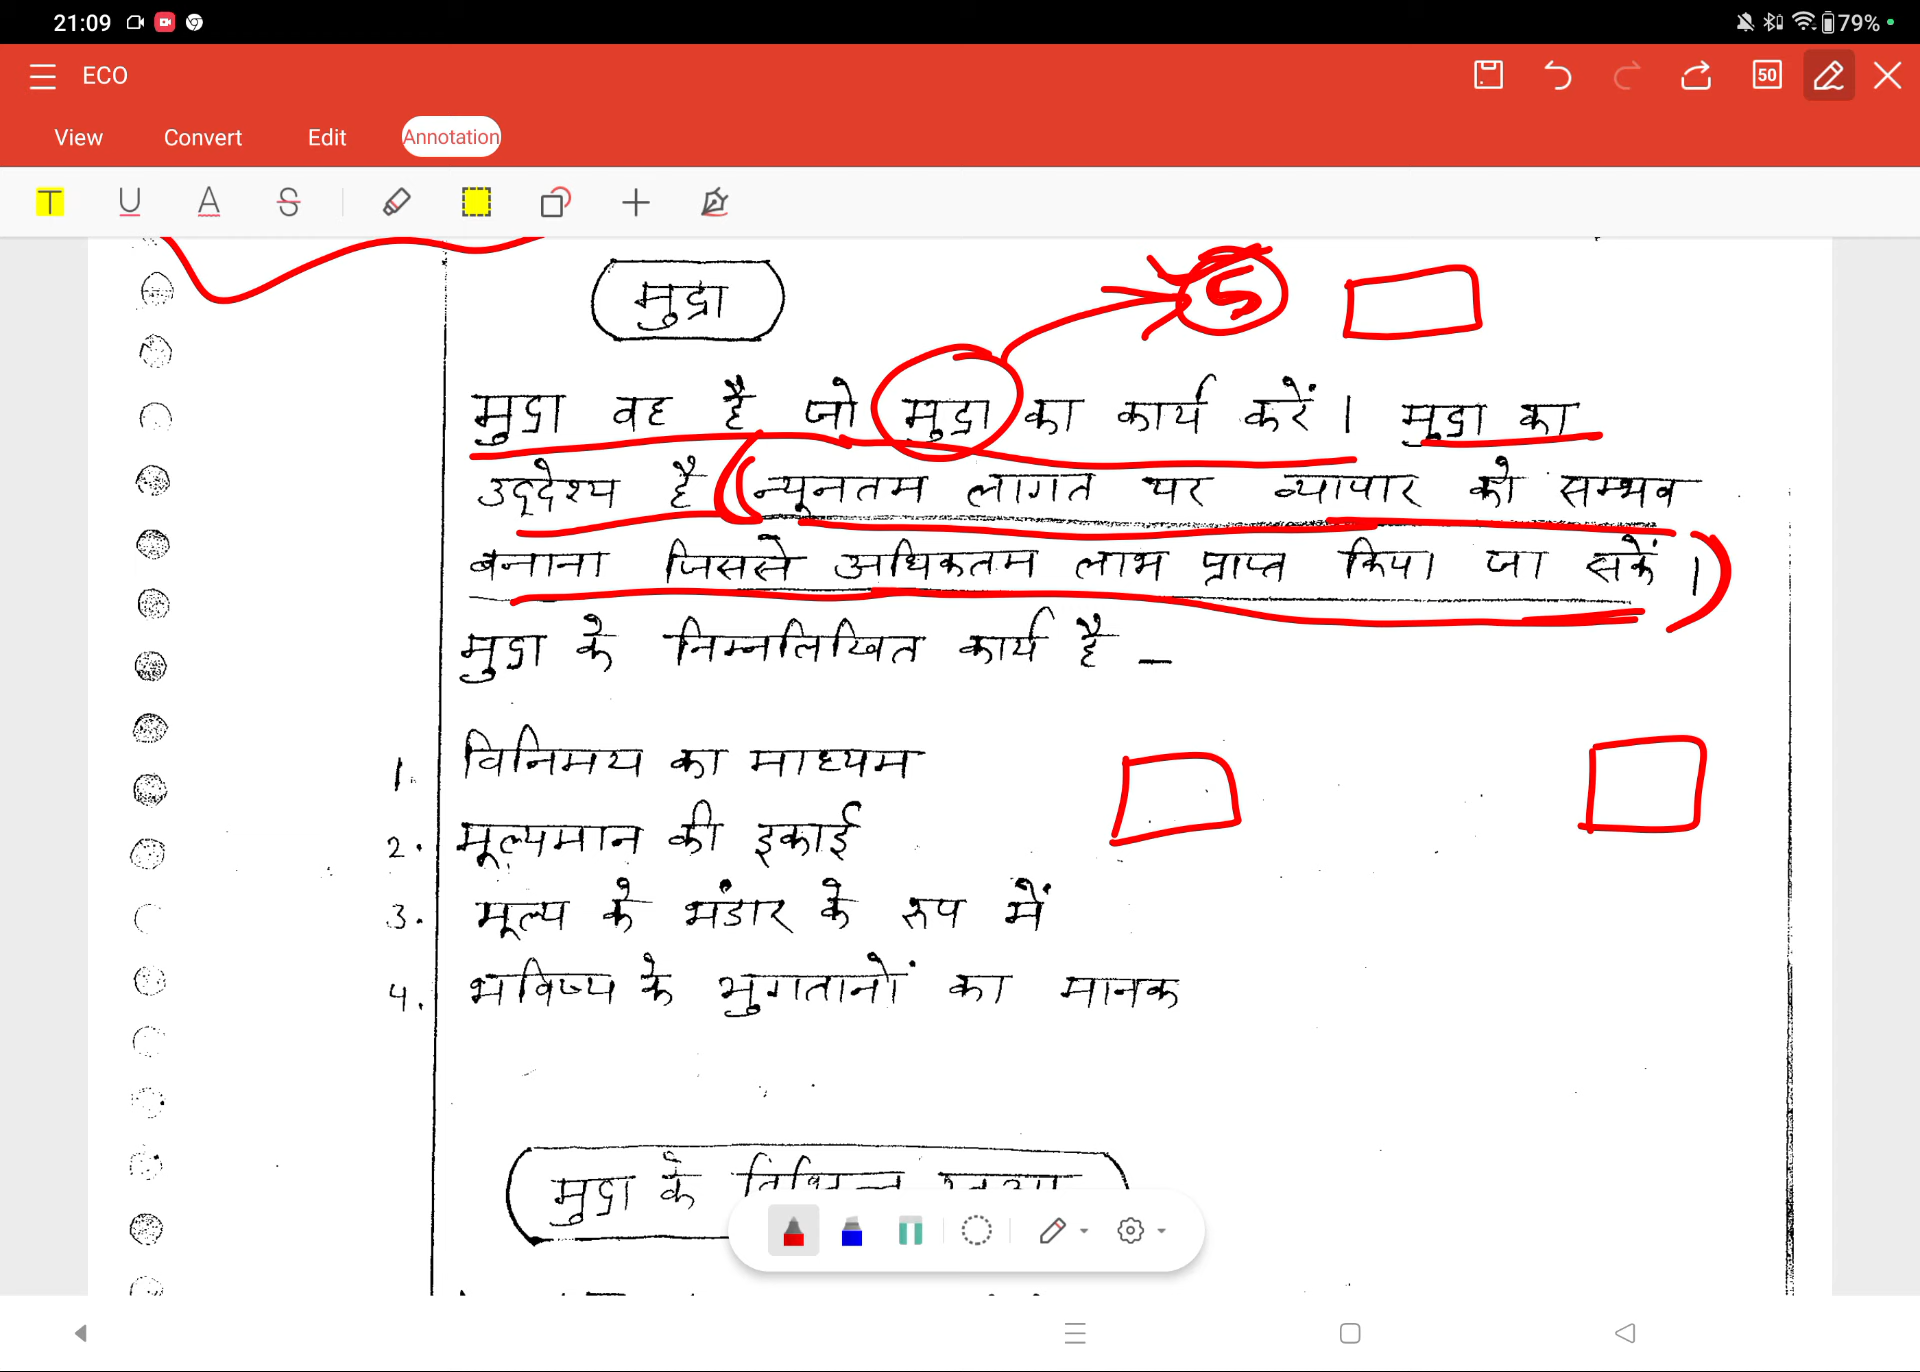 21:09 79%
ECO 50
View Convert Edit Annotation
T U A S
मुद्रा 5
मुद्रा वह है जो मुद्रा का कार्य करें । मुद्रा का
उद्देश्य है (न्यूनतम लागत पर व्यापार को सम्भव
बनाना जिससे अधिकतम लाभ प्राप्त किया जा सकें ।)
मुद्रा के निम्नलिखित कार्य है –
1. विनिमय का माध्यम
2. मूल्यमान की इकाई
3. मूल्य के भंडार के रूप में
4. भविष्य के भुगतानों का मानक
मुद्रा के